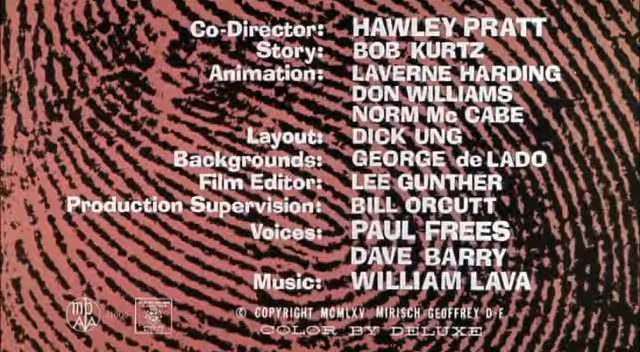 Co-Director: HAWLEY PRATT
Story: BOB KURTZ
Animation: LAVERNE HARDING
DON WILLIAMS
NORM Mc CABE
Layout: DICK UNG
Backgrounds: GEORGE de LADO
Film Editor: LEE GUNTHER
Production Supervision: BILL ORCUTT
Voices: PAUL FREES
DAVE BARRY
Music: WILLIAM LAVA
© COPYRIGHT MCMLXV MIRISCH GEOFFREY D-F
COLOR BY DELUXE